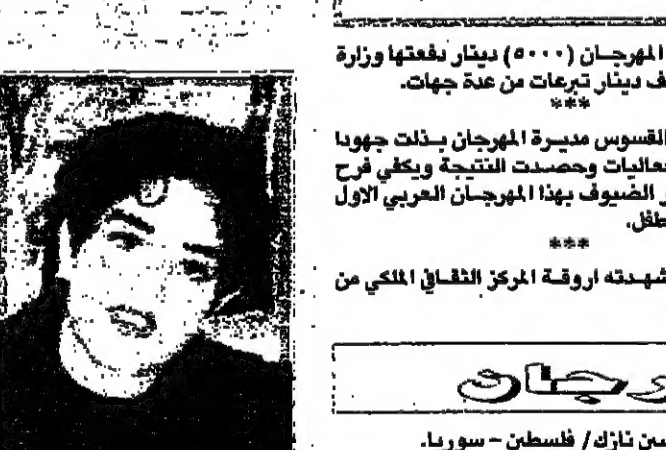 المهرجان (٥٠٠٠) دينار دفعتها وزارة
ف دينار تبرعات من عدة جهات.
***
القسوس مديرة المهرجان بذلت جهودا
عاليات وحصدت النتيجة ويكفي فرح
ر الضيوف بهذا المهرجان العربي الاول
طفل.
***
شهدته اروقة المركز الثقافي الملكي من
رجان
سن نازك/ فلسطين - سوريا.